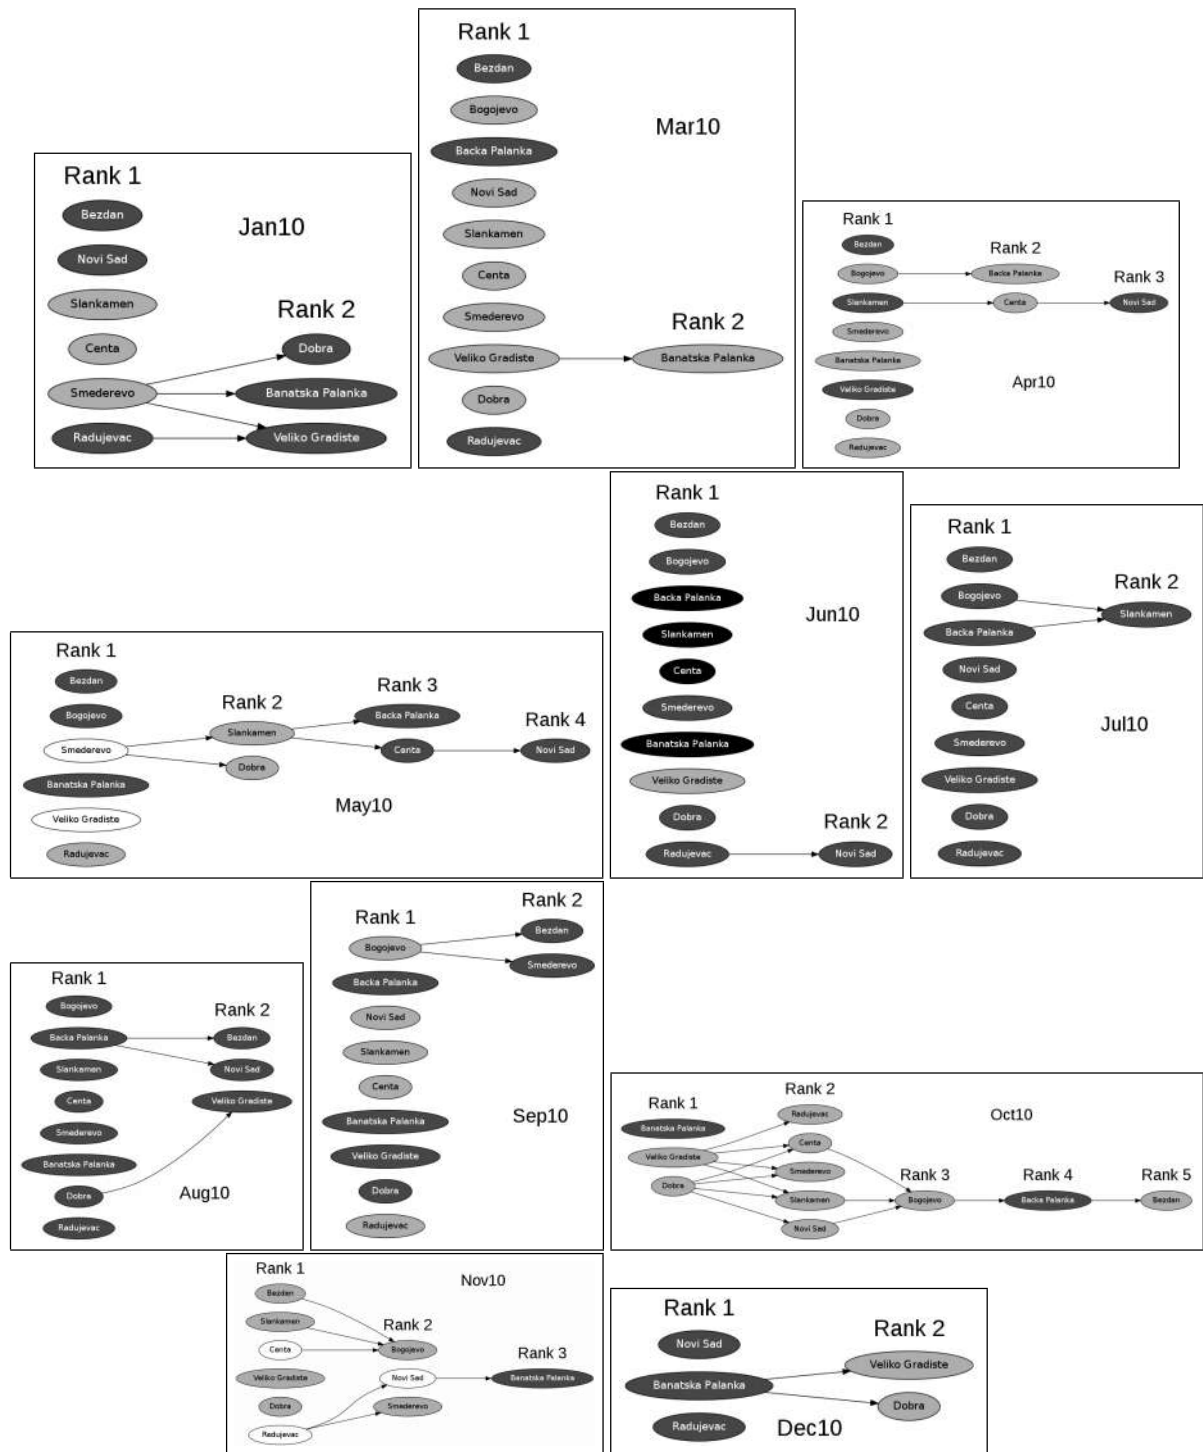 Rank 1
Bezdan
Novi Sad
Slankamen
Centa
Smederevo
Radujevac
Jan10
Rank 2
Dobra
Banatska Palanka
Veliko Gradiste
Rank 1
Bezdan
Bogojevo
Backa Palanka
Novi Sad
Slankamen
Centa
Smederevo
Veliko Gradiste
Dobra
Radujevac
Mar10
Rank 2
Banatska Palanka
Rank 1
Bezdan
Bogojevo
Slankamen
Smederevo
Banatska Palanka
Veliko Gradiste
Dobra
Radujevac
Rank 2
Backa Palanka
Centa
Rank 3
Novi Sad
Apr10
Rank 1
Bezdan
Bogojevo
Smederevo
Banatska Palanka
Veliko Gradiste
Radujevac
Rank 2
Slankamen
Dobra
Rank 3
Backa Palanka
Centa
Rank 4
Novi Sad
May10
Rank 1
Bezdan
Bogojevo
Backa Palanka
Slankamen
Centa
Smederevo
Banatska Palanka
Veliko Gradiste
Dobra
Radujevac
Jun10
Rank 2
Novi Sad
Rank 1
Bezdan
Bogojevo
Backa Palanka
Novi Sad
Centa
Smederevo
Veliko Gradiste
Dobra
Radujevac
Rank 2
Slankamen
Jul10
Rank 1
Bogojevo
Backa Palanka
Slankamen
Centa
Smederevo
Banatska Palanka
Dobra
Radujevac
Rank 2
Bezdan
Novi Sad
Veliko Gradiste
Aug10
Rank 1
Bogojevo
Backa Palanka
Novi Sad
Slankamen
Centa
Banatska Palanka
Veliko Gradiste
Dobra
Radujevac
Rank 2
Bezdan
Smederevo
Sep10
Rank 1
Banatska Palanka
Veliko Gradiste
Dobra
Rank 2
Radujevac
Centa
Smederevo
Slankamen
Novi Sad
Oct10
Rank 3
Bogojevo
Rank 4
Backa Palanka
Rank 5
Bezdan
Rank 1
Bezdan
Slankamen
Centa
Veliko Gradiste
Dobra
Radujevac
Nov10
Rank 2
Bogojevo
Novi Sad
Smederevo
Rank 3
Banatska Palanka
Rank 1
Novi Sad
Banatska Palanka
Radujevac
Rank 2
Veliko Gradiste
Dobra
Dec10